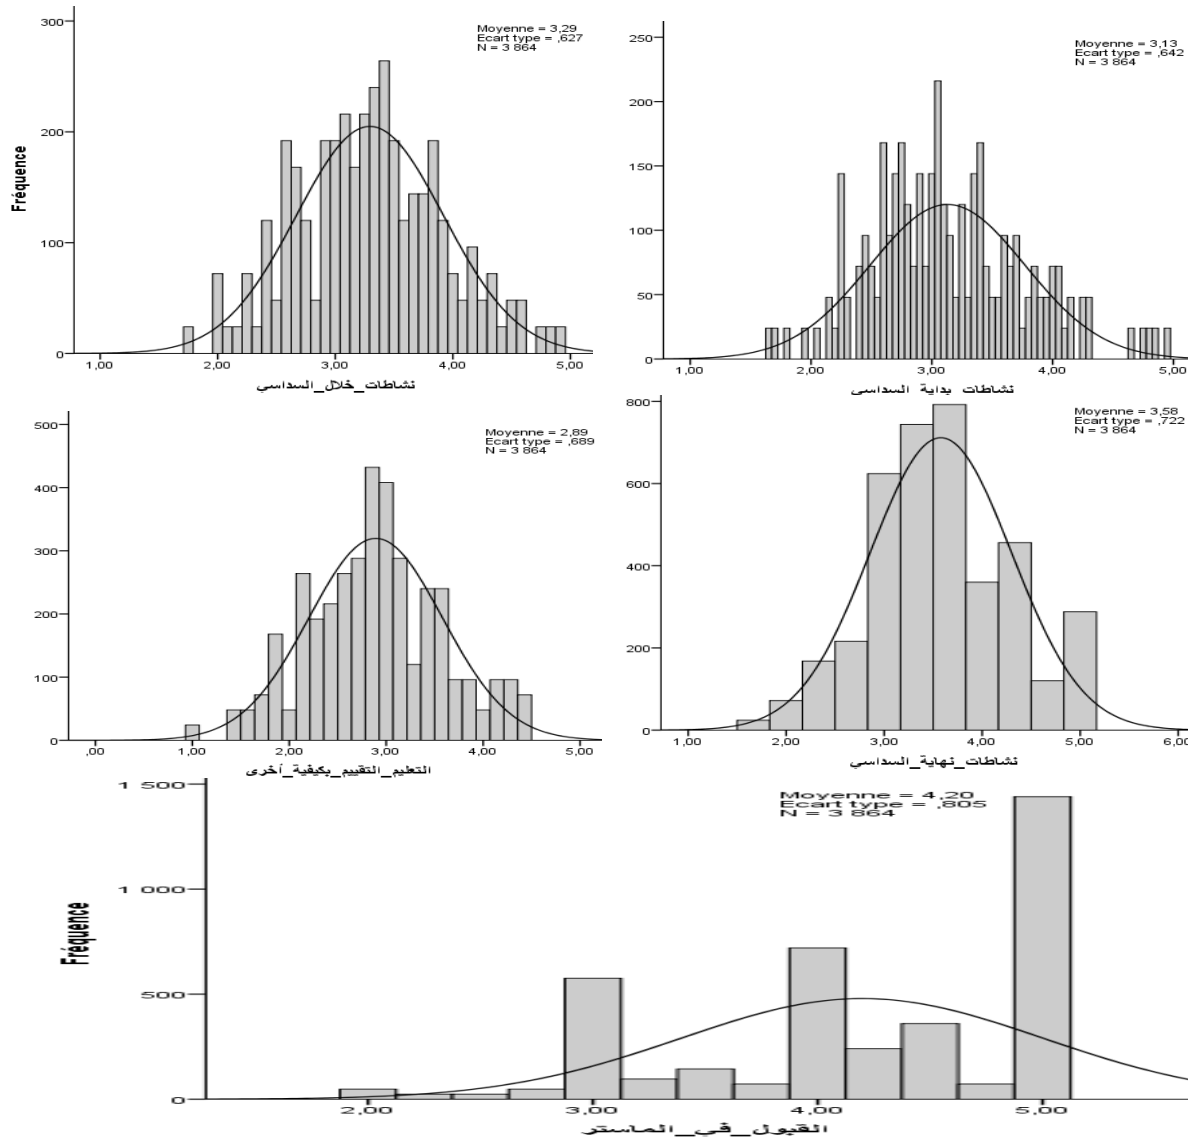 300
200
100
0
Fréquence
Moyenne = 3,29
Ecart type = ,627
N = 3 864
1,00 2,00 3,00 4,00 5,00
نشاطات_خلال_السداسي
250
200
150
100
50
0
Moyenne = 3,13
Ecart type = ,642
N = 3 864
1,00 2,00 3,00 4,00 5,00
نشاطات_بداية_السداسي
500
400
300
200
100
0
Moyenne = 2,89
Ecart type = ,689
N = 3 864
,00 1,00 2,00 3,00 4,00 5,00
التعليم_التقييم_بكيفية_أخرى
800
600
400
200
0
Moyenne = 3,58
Ecart type = ,722
N = 3 864
1,00 2,00 3,00 4,00 5,00 6,00
نشاطات_نهاية_السداسي
1 500
1 000
500
0
Fréquence
Moyenne = 4,20
Ecart type = ,805
N = 3 864
2,00 3,00 4,00 5,00
القبول_في_الماستر